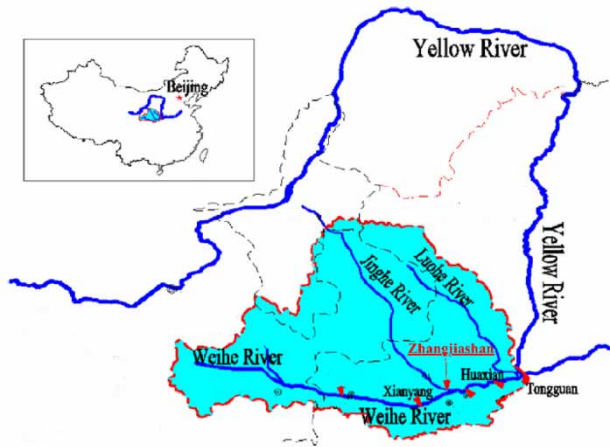 Yellow River
Beijing
Yellow River
Jinghe River
Luohe River
Zhangjiashan
Weihe River
Huaxian
Xianyang
Tongguan
Weihe River